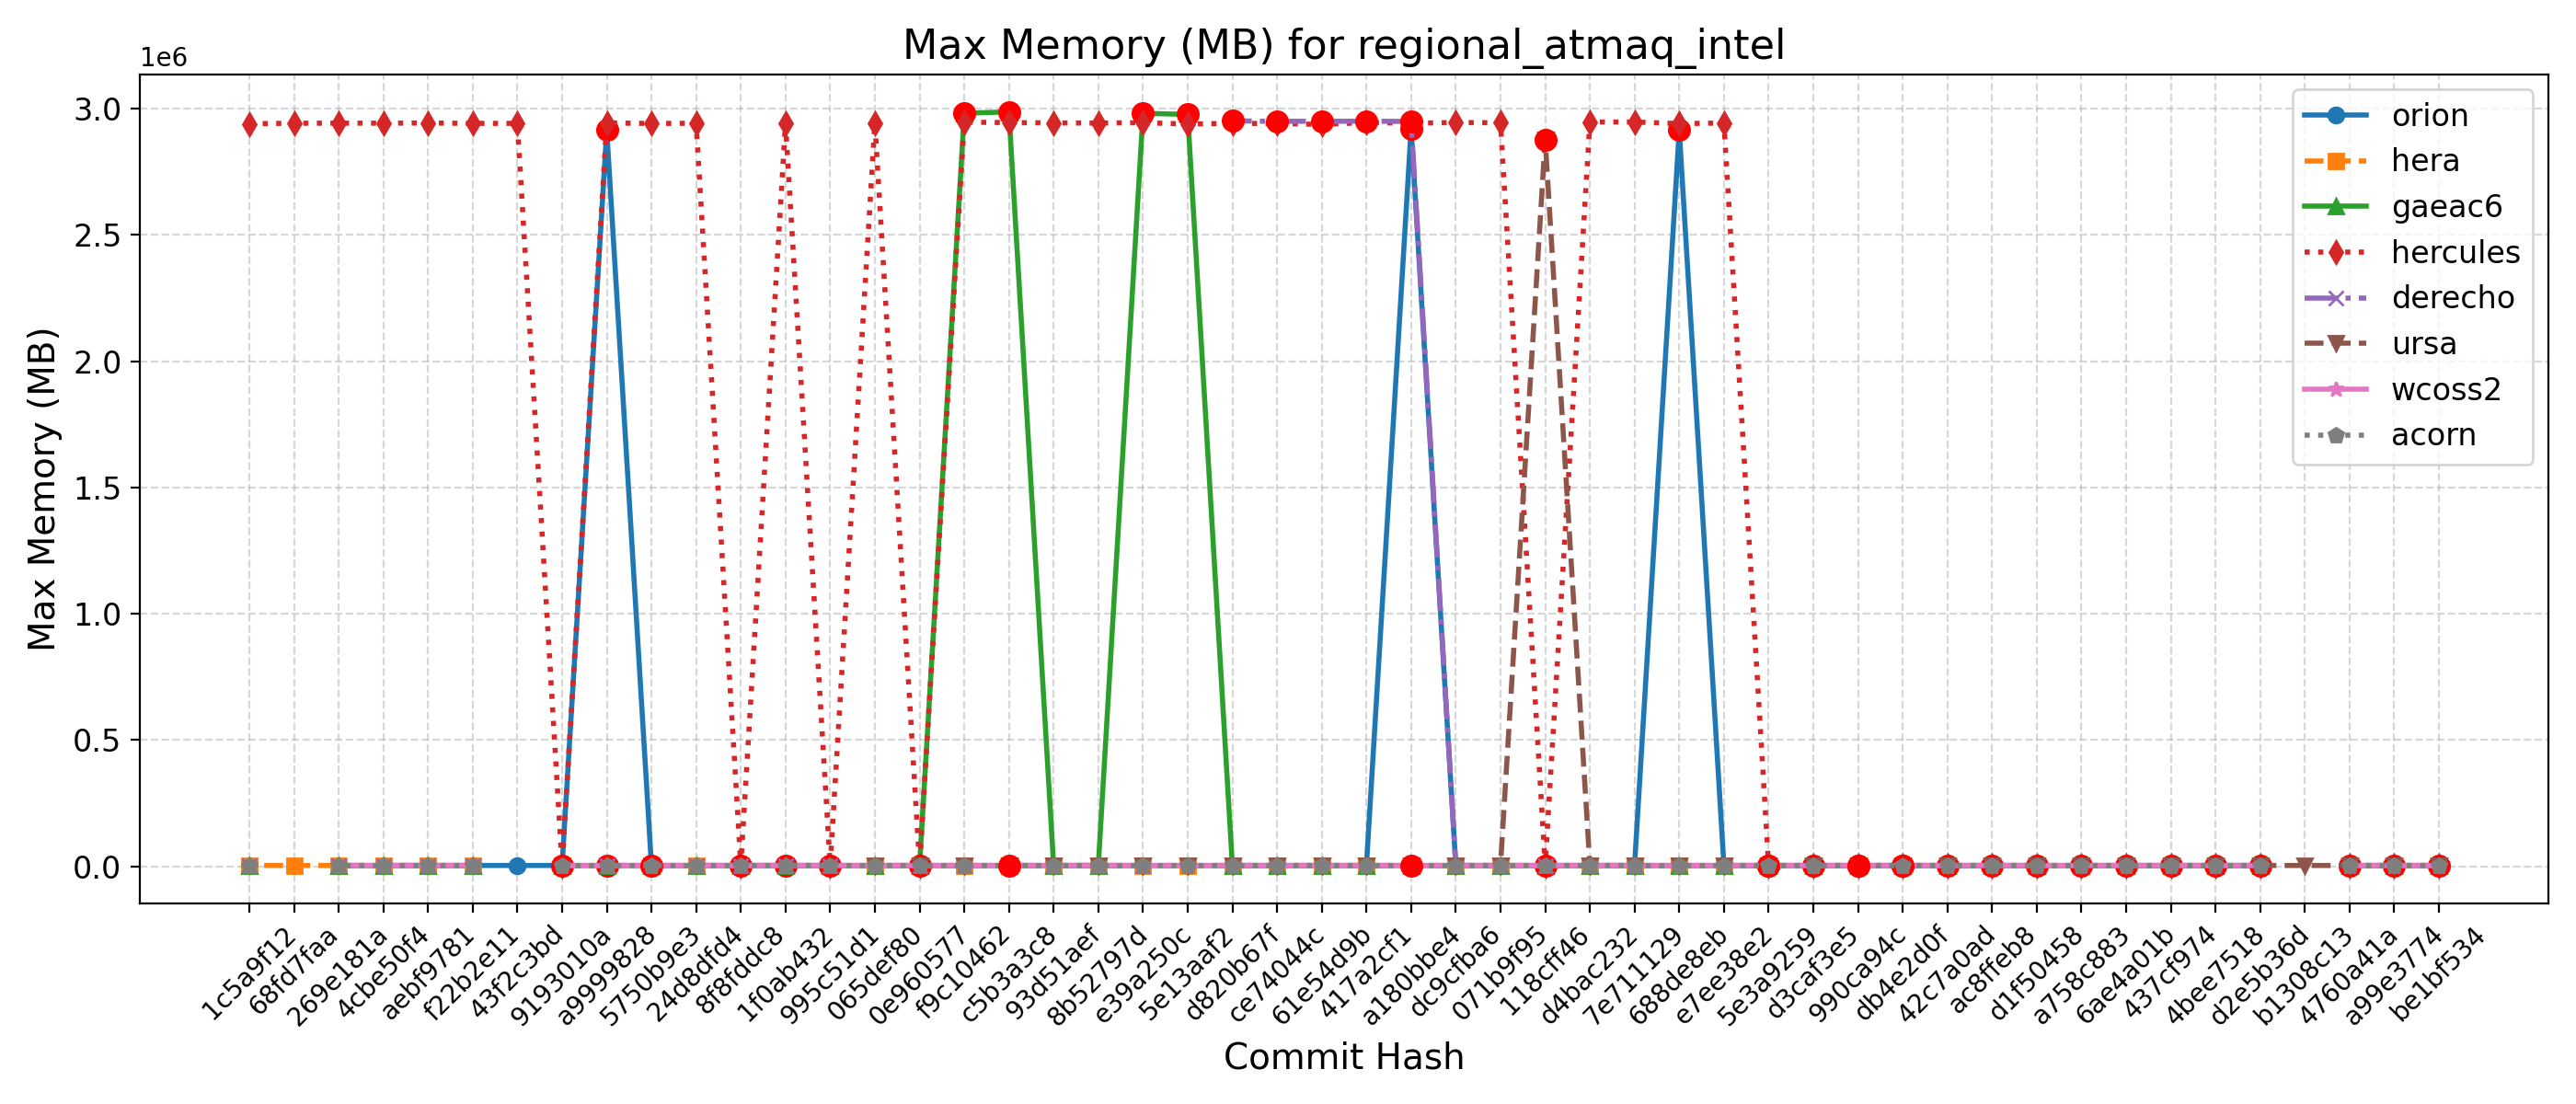 Max Memory (MB) for regional_atmaq_intel
1e6
3.0
2.5
2.0
1.5
1.0
0.5
0.0
Max Memory (MB)
orion
hera
gaeac6
hercules
derecho
ursa
wcoss2
acorn
1c5a9f12
68fd7faa
269e181a
4cbe50f4
aebf9781
f22b2e11
43f2c3bd
9193010a
a9999828
5750b9e3
24d8dfd4
8f8fddc8
1f0ab432
995c51d1
065def80
0e960577
f9c10462
c5b3a3c8
93d51aef
8b52797d
e39a250c
5e13aaf2
d820b67f
ce74044c
61e54d9b
417a2cf1
a180bbe4
dc9cfba6
071b9f95
118cff46
d4bac232
7e711129
688de8eb
e7ee38e2
5e3a9259
d3caf3e5
990ca94c
db4e2d0f
42c7a0ad
ac8ffeb8
d1f50458
a758c883
6ae4a01b
437cf974
4bee7518
d2e5b36d
b1308c13
4760a41a
a99e3774
be1bf534
Commit Hash